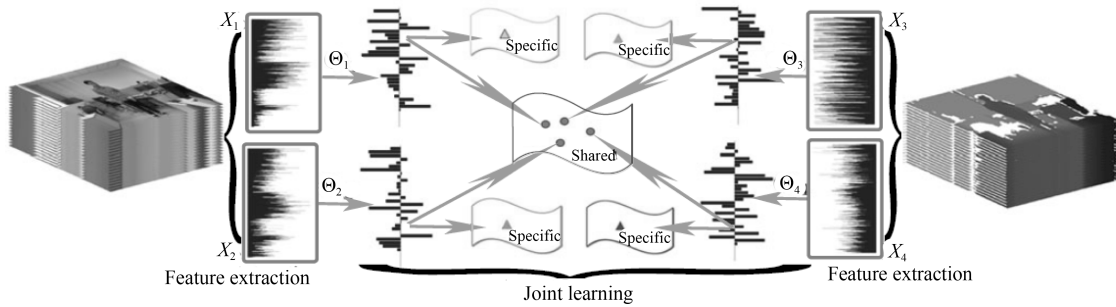 X1
X3
Θ1
Specific
Specific
Θ3
Shared
Θ2
Θ4
Specific
Specific
X2
X4
Feature extraction
Joint learning
Feature extraction